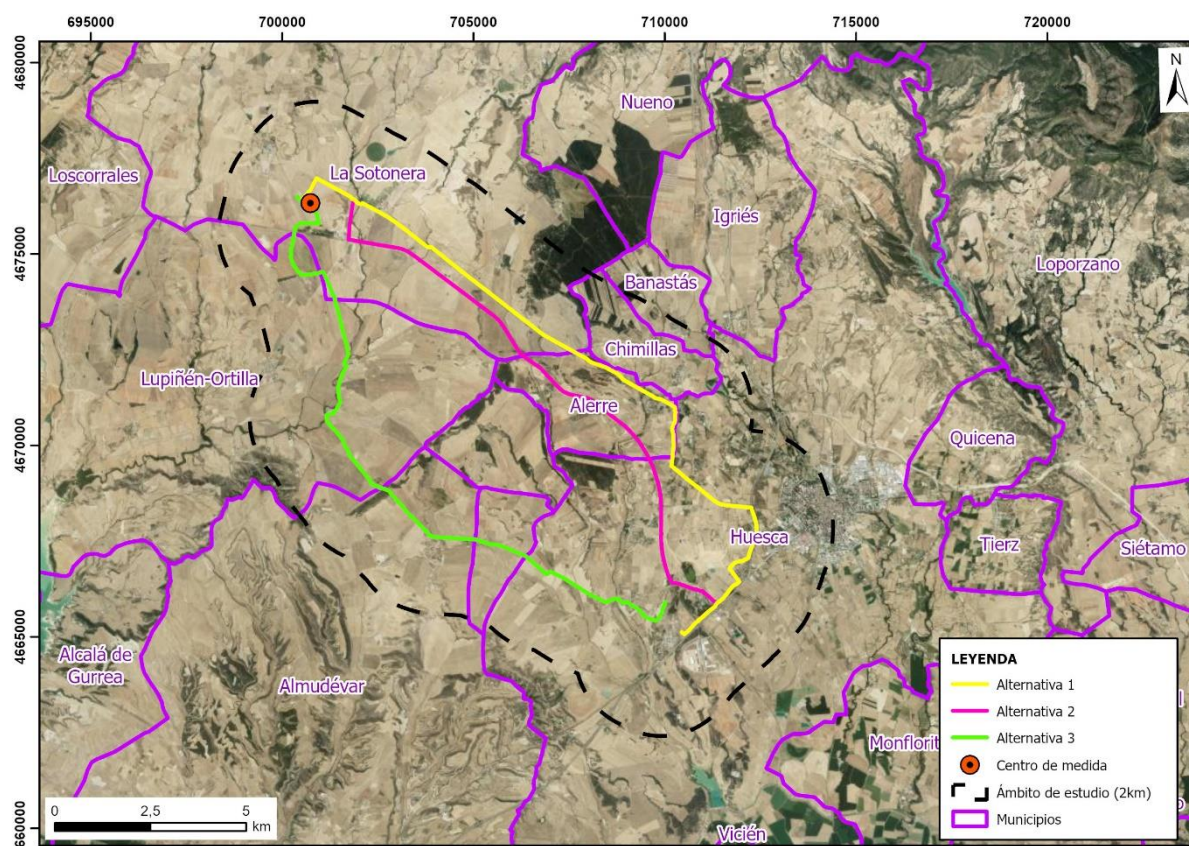 695000 700000 705000 710000 715000 720000
4680000
4675000
4670000
4665000
4660000
N
Nueno
Loscorrales
La Sotonera
Igriés
Loporzano
Banastás
Chimillas
Lupiñén-Ortilla
Alerre
Quicena
Huesca
Tierz
Siétamo
Alcalá de
Gurrea
Almudévar
Monflorit
Vicién
LEYENDA
Alternativa 1
Alternativa 2
Alternativa 3
Centro de medida
Ámbito de estudio (2km)
Municipios
0 2,5 5
km